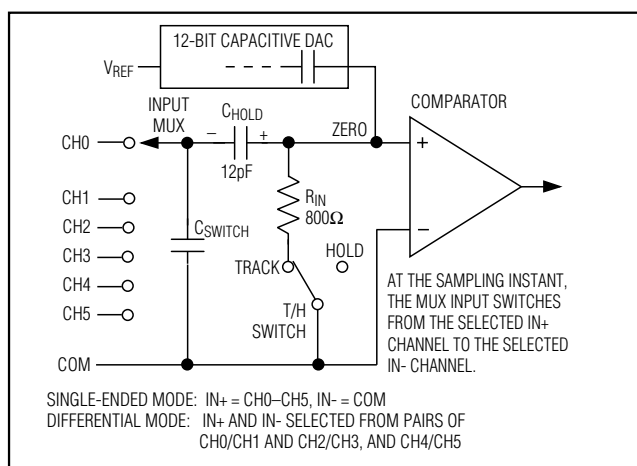 12-BIT CAPACITIVE DAC
VREF
COMPARATOR
INPUT
MUX
CHOLD
ZERO
– +
CH0
+
12pF
RIN
800Ω
CH1
CSWITCH
–
CH2
HOLD
CH3
TRACK
CH4
CH5
T/H
SWITCH
AT THE SAMPLING INSTANT,
THE MUX INPUT SWITCHES
FROM THE SELECTED IN+
CHANNEL TO THE SELECTED
IN- CHANNEL.
COM
SINGLE-ENDED MODE: IN+ = CH0–CH5, IN- = COM
DIFFERENTIAL MODE: IN+ AND IN- SELECTED FROM PAIRS OF
CH0/CH1 AND CH2/CH3, AND CH4/CH5